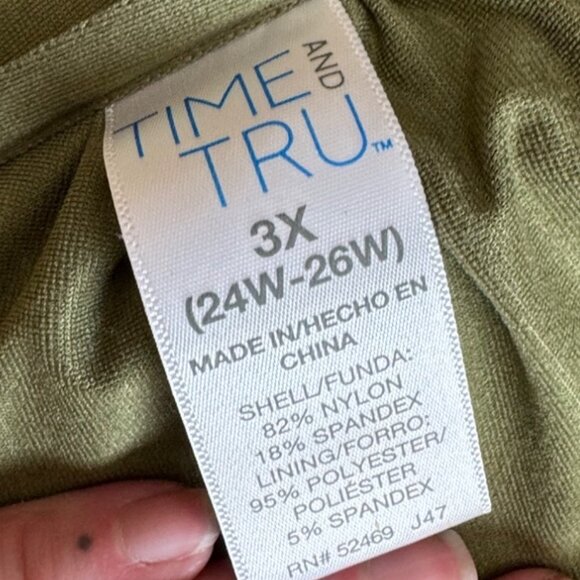 TIME AND
TRU™
3X
(24W-26W)
MADE IN/HECHO EN
CHINA
SHELL/FUNDA:
82% NYLON
18% SPANDEX
LINING/FORRO:
95% POLYESTER/
POLIÉSTER
5% SPANDEX
RN# 52469 J47